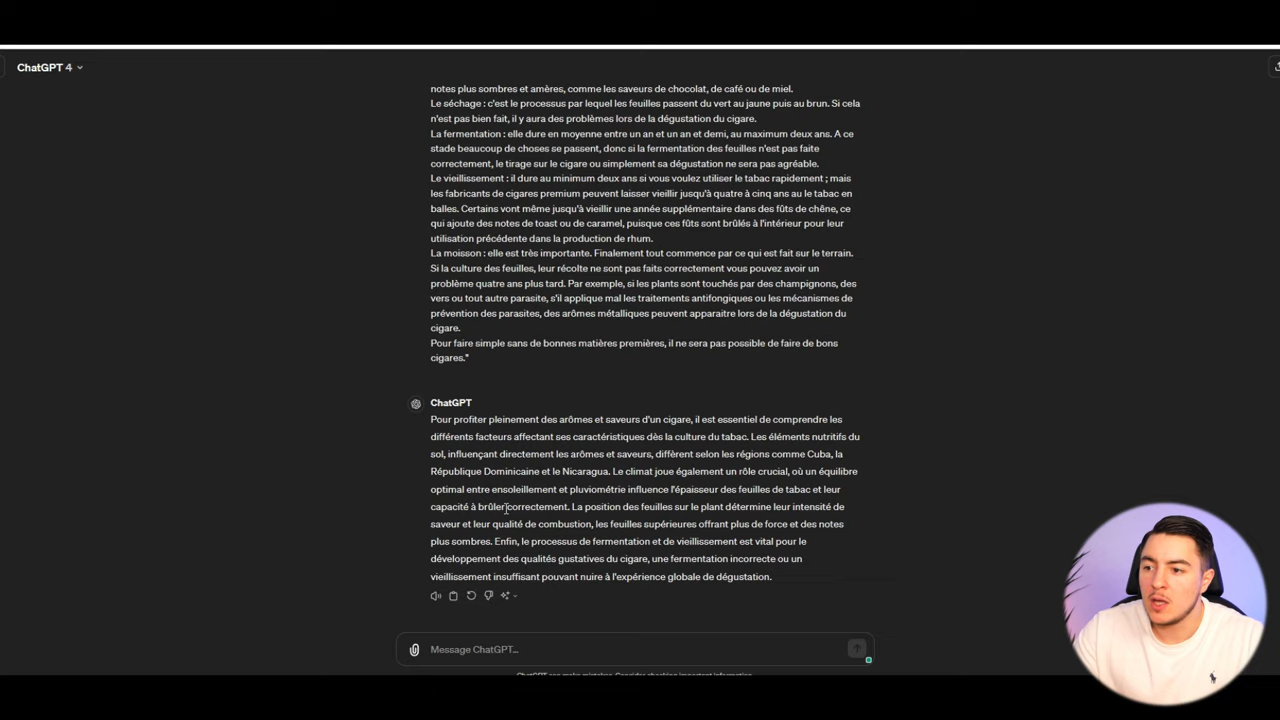 ChatGPT 4
notes plus sombres et amères, comme les saveurs de chocolat, de café ou de miel.
Le séchage : c'est le processus par lequel les feuilles passent du vert au jaune puis au brun. Si cela
n'est pas bien fait, il y aura des problèmes lors de la dégustation du cigare.
La fermentation : elle dure en moyenne entre un an et un an et demi, au maximum deux ans. A ce
stade beaucoup de choses se passent, donc si la fermentation des feuilles n'est pas faite
correctement, le tirage sur le cigare ou simplement sa dégustation ne sera pas agréable.
Le vieillissement : il dure au minimum deux ans si vous voulez utiliser le tabac rapidement ; mais
les fabricants de cigares premium peuvent laisser vieillir jusqu'à quatre à cinq ans au le tabac en
balles. Certains vont même jusqu'à vieillir une année supplémentaire dans des fûts de chêne, ce
qui ajoute des notes de toast ou de caramel, puisque ces fûts sont brûlés à l'intérieur pour leur
utilisation précédente dans la production de rhum.
La moisson : elle est très importante. Finalement tout commence par ce qui est fait sur le terrain.
Si la culture des feuilles, leur récolte ne sont pas faits correctement vous pouvez avoir un
problème quatre ans plus tard. Par exemple, si les plants sont touchés par des champignons, des
vers ou tout autre parasite, s'il applique mal les traitements antifongiques ou les mécanismes de
prévention des parasites, des arômes métalliques peuvent apparaitre lors de la dégustation du
cigare.
Pour faire simple sans de bonnes matières premières, il ne sera pas possible de faire de bons
cigares."
ChatGPT
Pour profiter pleinement des arômes et saveurs d'un cigare, il est essentiel de comprendre les
différents facteurs affectant ses caractéristiques dès la culture du tabac. Les éléments nutritifs du
sol, influençant directement les arômes et saveurs, diffèrent selon les régions comme Cuba, la
République Dominicaine et le Nicaragua. Le climat joue également un rôle crucial, où un équilibre
optimal entre ensoleillement et pluviométrie influence l'épaisseur des feuilles de tabac et leur
capacité à brûler correctement. La position des feuilles sur le plant détermine leur intensité de
saveur et leur qualité de combustion, les feuilles supérieures offrant plus de force et des notes
plus sombres. Enfin, le processus de fermentation et de vieillissement est vital pour le
développement des qualités gustatives du cigare, une fermentation incorrecte ou un
vieillissement insuffisant pouvant nuire à l'expérience globale de dégustation.
Message ChatGPT...
ChatGPT can make mistakes. Consider checking important information.